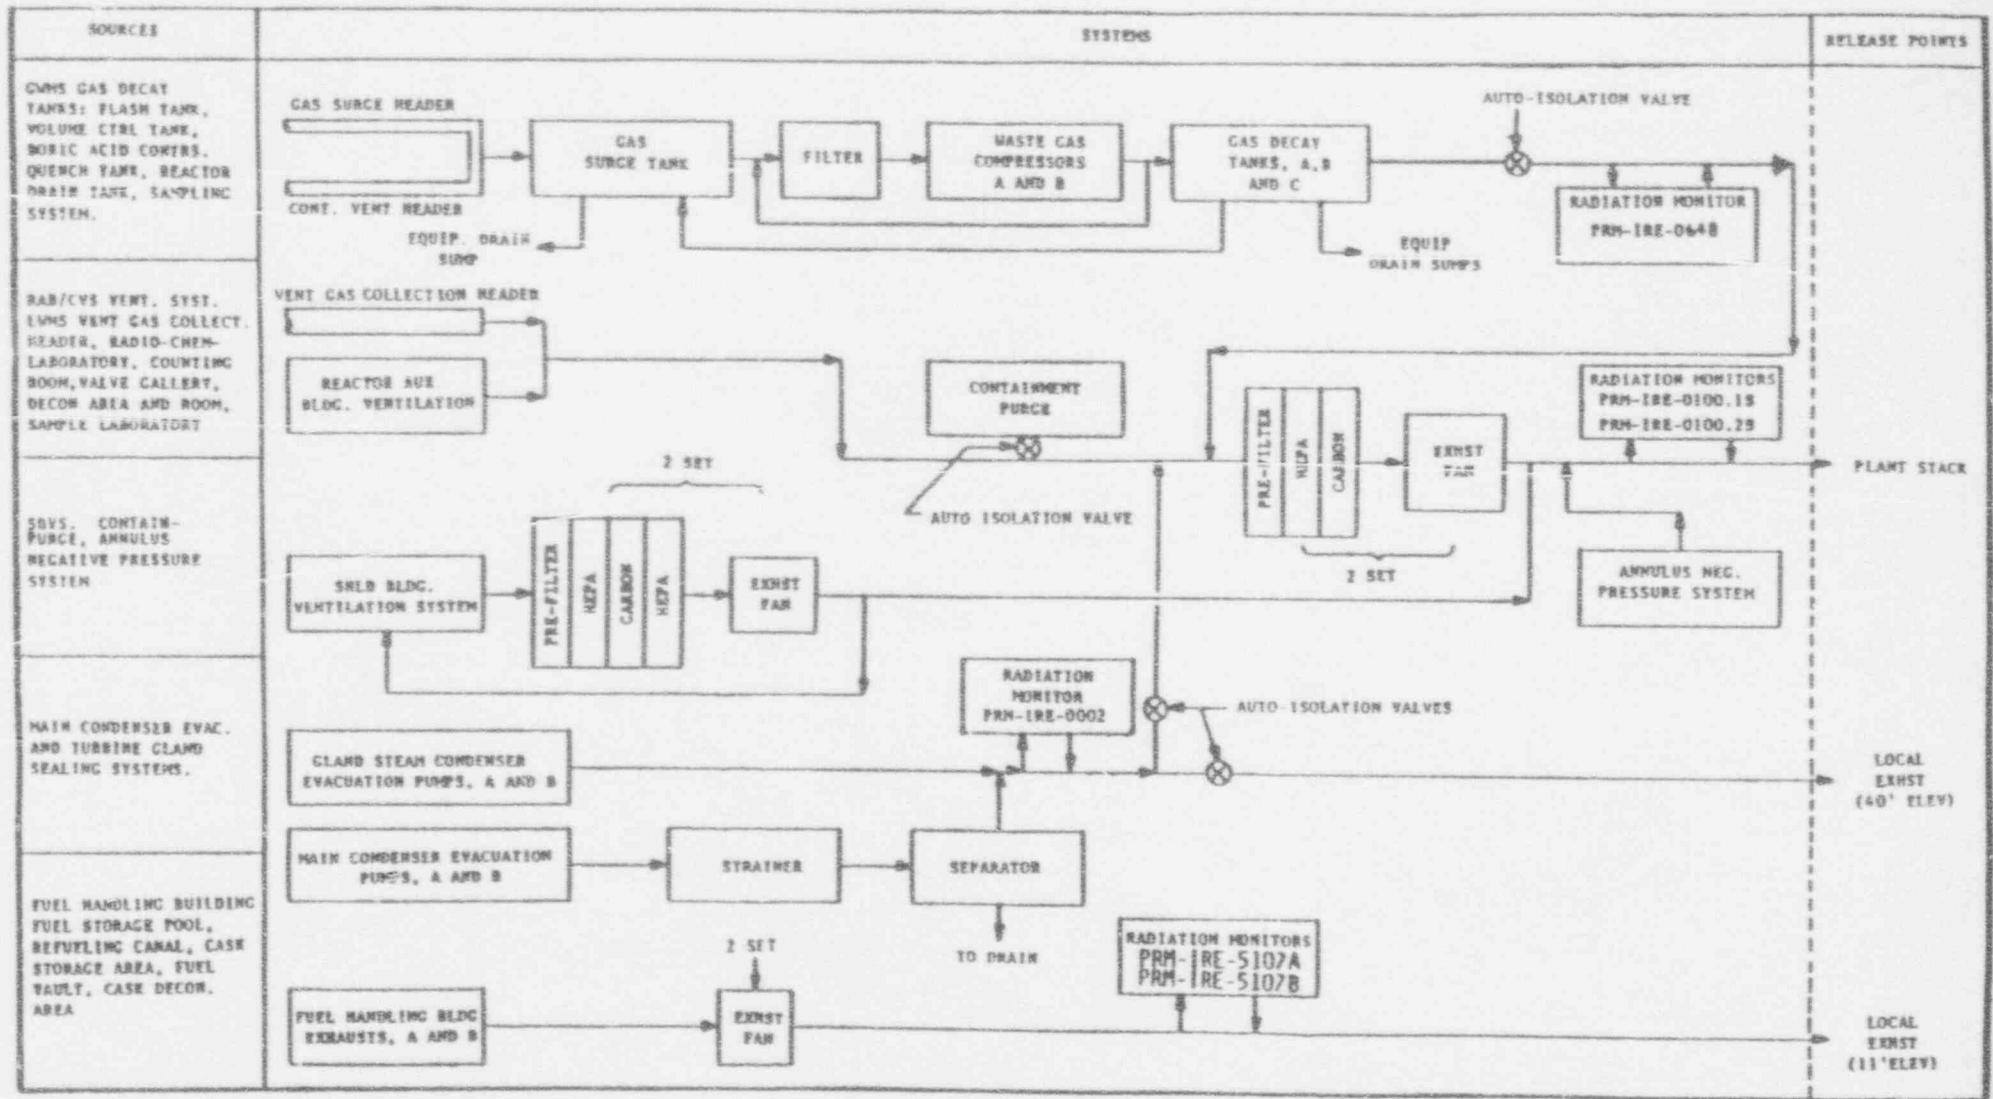 SOURCES
SYSTEMS
RELEASE POINTS
GWMS GAS DECAY
TANKS: FLASH TANK,
VOLUME CTRL TANK,
BORIC ACID CONTRS.
QUENCH TANK, REACTOR
DRAIN TANK, SAMPLING
SYSTEM.
GAS SURGE HEADER
CONT. VENT HEADER
GAS
SURGE TANK
FILTER
WASTE GAS
COMPRESSORS
A AND B
GAS DECAY
TANKS, A,B
AND C
AUTO-ISOLATION VALVE
RADIATION MONITOR
PRM-IRE-0648
EQUIP. DRAIN
SUMP
EQUIP
DRAIN SUMPS
RAB/CVS VENT. SYST.
LWMS VENT GAS COLLECT.
HEADER, RADIO-CHEM-
LABORATORY, COUNTING
ROOM, VALVE GALLERY,
DECON AREA AND ROOM,
SAMPLE LABORATORY
VENT GAS COLLECTION HEADER
REACTOR AUX
BLDG. VENTILATION
CONTAINMENT
PURGE
AUTO ISOLATION VALVE
PRE-FILTER
HEPA
CARBON
EXHST
FAN
2 SET
RADIATION MONITORS
PRM-IRE-0100.1S
PRM-IRE-0100.2S
PLANT STACK
SBVS. CONTAIN-
PURGE, ANNULUS
NEGATIVE PRESSURE
SYSTEM
2 SET
SHLD BLDG.
VENTILATION SYSTEM
PRE-FILTER
HEPA
CARBON
HEPA
EXHST
FAN
ANNULUS NEG.
PRESSURE SYSTEM
MAIN CONDENSER EVAC.
AND TURBINE GLAND
SEALING SYSTEMS.
RADIATION
MONITOR
PRM-IRE-0002
AUTO-ISOLATION VALVES
GLAND STEAM CONDENSER
EVACUATION PUMPS, A AND B
LOCAL
EXHST
(40' ELEV)
MAIN CONDENSER EVACUATION
PUMPS, A AND B
STRAINER
SEPARATOR
TO DRAIN
FUEL HANDLING BUILDING
FUEL STORAGE POOL,
REFUELING CANAL, CASK
STORAGE AREA, FUEL
VAULT, CASK DECON.
AREA
2 SET
RADIATION MONITORS
PRM-IRE-5107A
PRM-IRE-5107B
FUEL HANDLING BLDG
EXHAUSTS, A AND B
EXHST
FAN
LOCAL
EXHST
(11'ELEV)